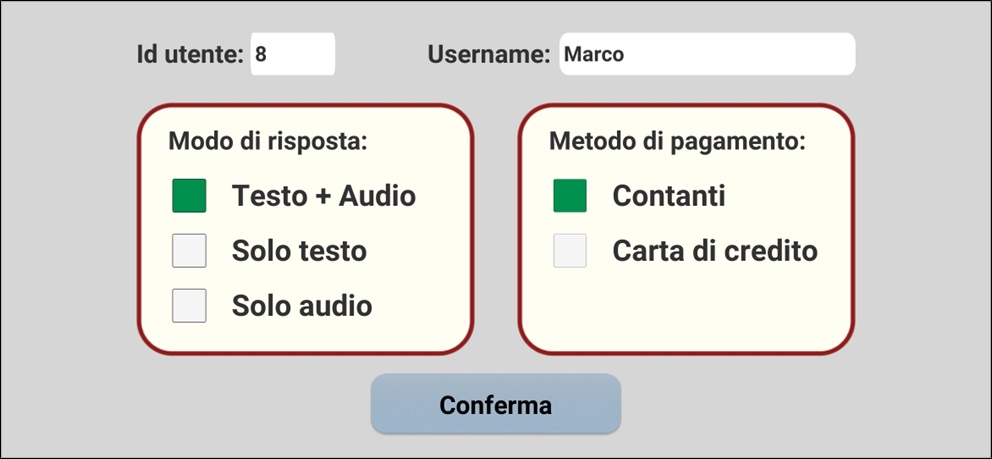 Id utente: 8 Username: Marco
Modo di risposta:
Testo + Audio
Solo testo
Solo audio
Metodo di pagamento:
Contanti
Carta di credito
Conferma